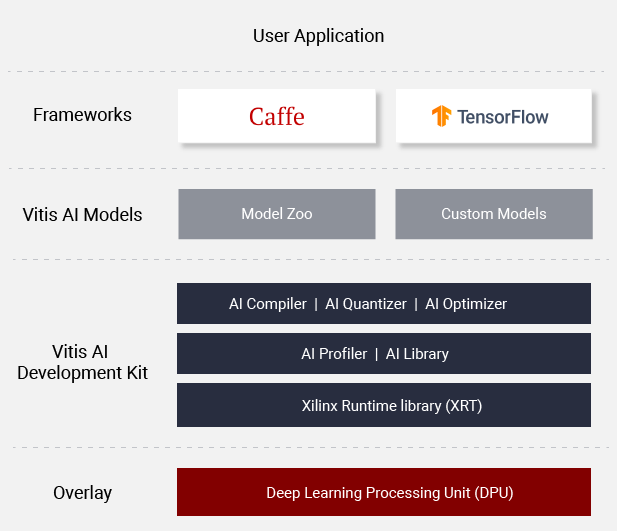 User Application
Frameworks
Caffe
TensorFlow
Vitis AI Models
Model Zoo
Custom Models
Vitis AI
Development Kit
AI Compiler | AI Quantizer | AI Optimizer
AI Profiler | AI Library
Xilinx Runtime library (XRT)
Overlay
Deep Learning Processing Unit (DPU)